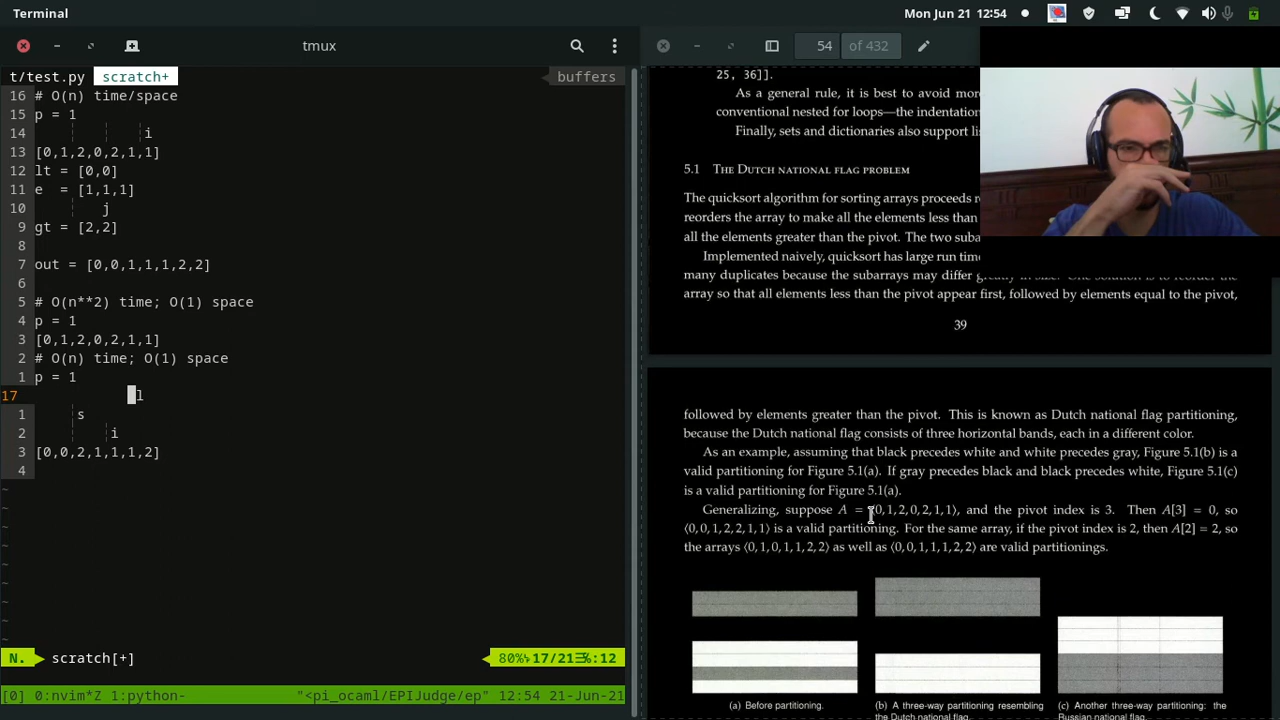 Terminal
Mon Jun 21 12:54
tmux
54 of 432
t/test.py scratch+ buffers
16 # O(n) time/space
15 p = 1
14 i
13 [0,1,2,0,2,1,1]
12 lt = [0,0]
11 e = [1,1,1]
10 j
9 gt = [2,2]
8
7 out = [0,0,1,1,1,2,2]
6
5 # O(n**2) time; O(1) space
4 p = 1
3 [0,1,2,0,2,1,1]
2 # O(n) time; O(1) space
1 p = 1
17 l
1 s
2 i
3 [0,0,2,1,1,1,2]
4
~
~
~
~
~
~
~
~
~
N. scratch[+] 80% 17/21 :12
[0] 0:nvim*Z 1:python- "<pi_ocaml/EPIJudge/ep" 12:54 21-Jun-21
25, 36]].
As a general rule, it is best to avoid more
conventional nested for loops—the indentation
Finally, sets and dictionaries also support li
5.1 The Dutch national flag problem
The quicksort algorithm for sorting arrays proceeds
reorders the array to make all the elements less than
all the elements greater than the pivot. The two suba
Implemented naively, quicksort has large run time
many duplicates because the subarrays may differ greatly in size. One solution is to reorder the
array so that all elements less than the pivot appear first, followed by elements equal to the pivot,
39
followed by elements greater than the pivot. This is known as Dutch national flag partitioning,
because the Dutch national flag consists of three horizontal bands, each in a different color.
As an example, assuming that black precedes white and white precedes gray, Figure 5.1(b) is a
valid partitioning for Figure 5.1(a). If gray precedes black and black precedes white, Figure 5.1(c)
is a valid partitioning for Figure 5.1(a).
Generalizing, suppose A = ⟨0,1,2,0,2,1,1⟩, and the pivot index is 3. Then A[3] = 0, so
⟨0,0,1,2,2,1,1⟩ is a valid partitioning. For the same array, if the pivot index is 2, then A[2] = 2, so
the arrays ⟨0,1,0,1,1,2,2⟩ as well as ⟨0,0,1,1,1,2,2⟩ are valid partitionings.
(a) Before partitioning.
(b) A three-way partitioning resembling
the Dutch national flag.
(c) Another three-way partitioning: the
Russian national flag.